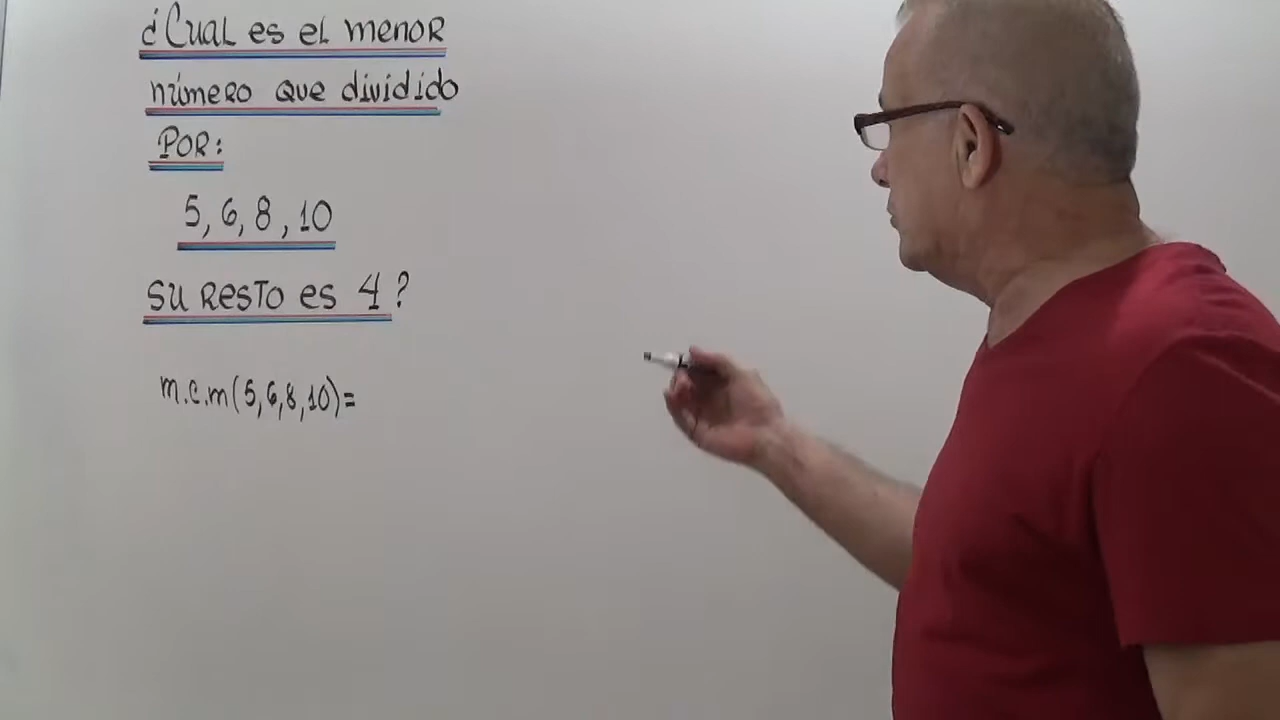 ¿Cual es el menor
número que dividido
POR:
5, 6, 8, 10
su resto es 4?
m.c.m(5,6,8,10)=